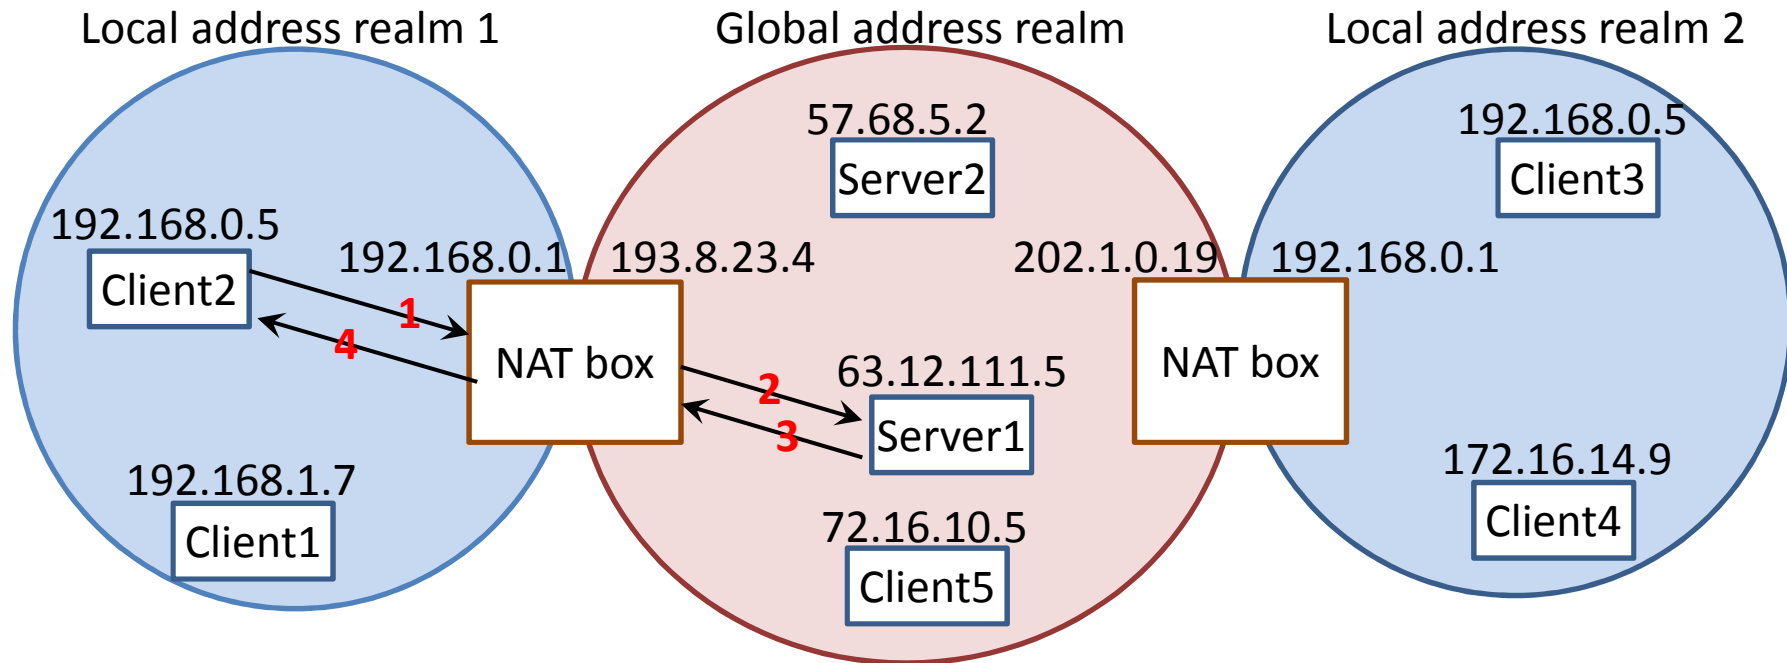 Local address realm 1
Global address realm
Local address realm 2
57.68.5.2
Server2
192.168.0.5
Client3
192.168.0.5
Client2
192.168.0.1
193.8.23.4
202.1.0.19
192.168.0.1
1
4
NAT box
2
3
63.12.111.5
Server1
NAT box
192.168.1.7
Client1
72.16.10.5
Client5
172.16.14.9
Client4